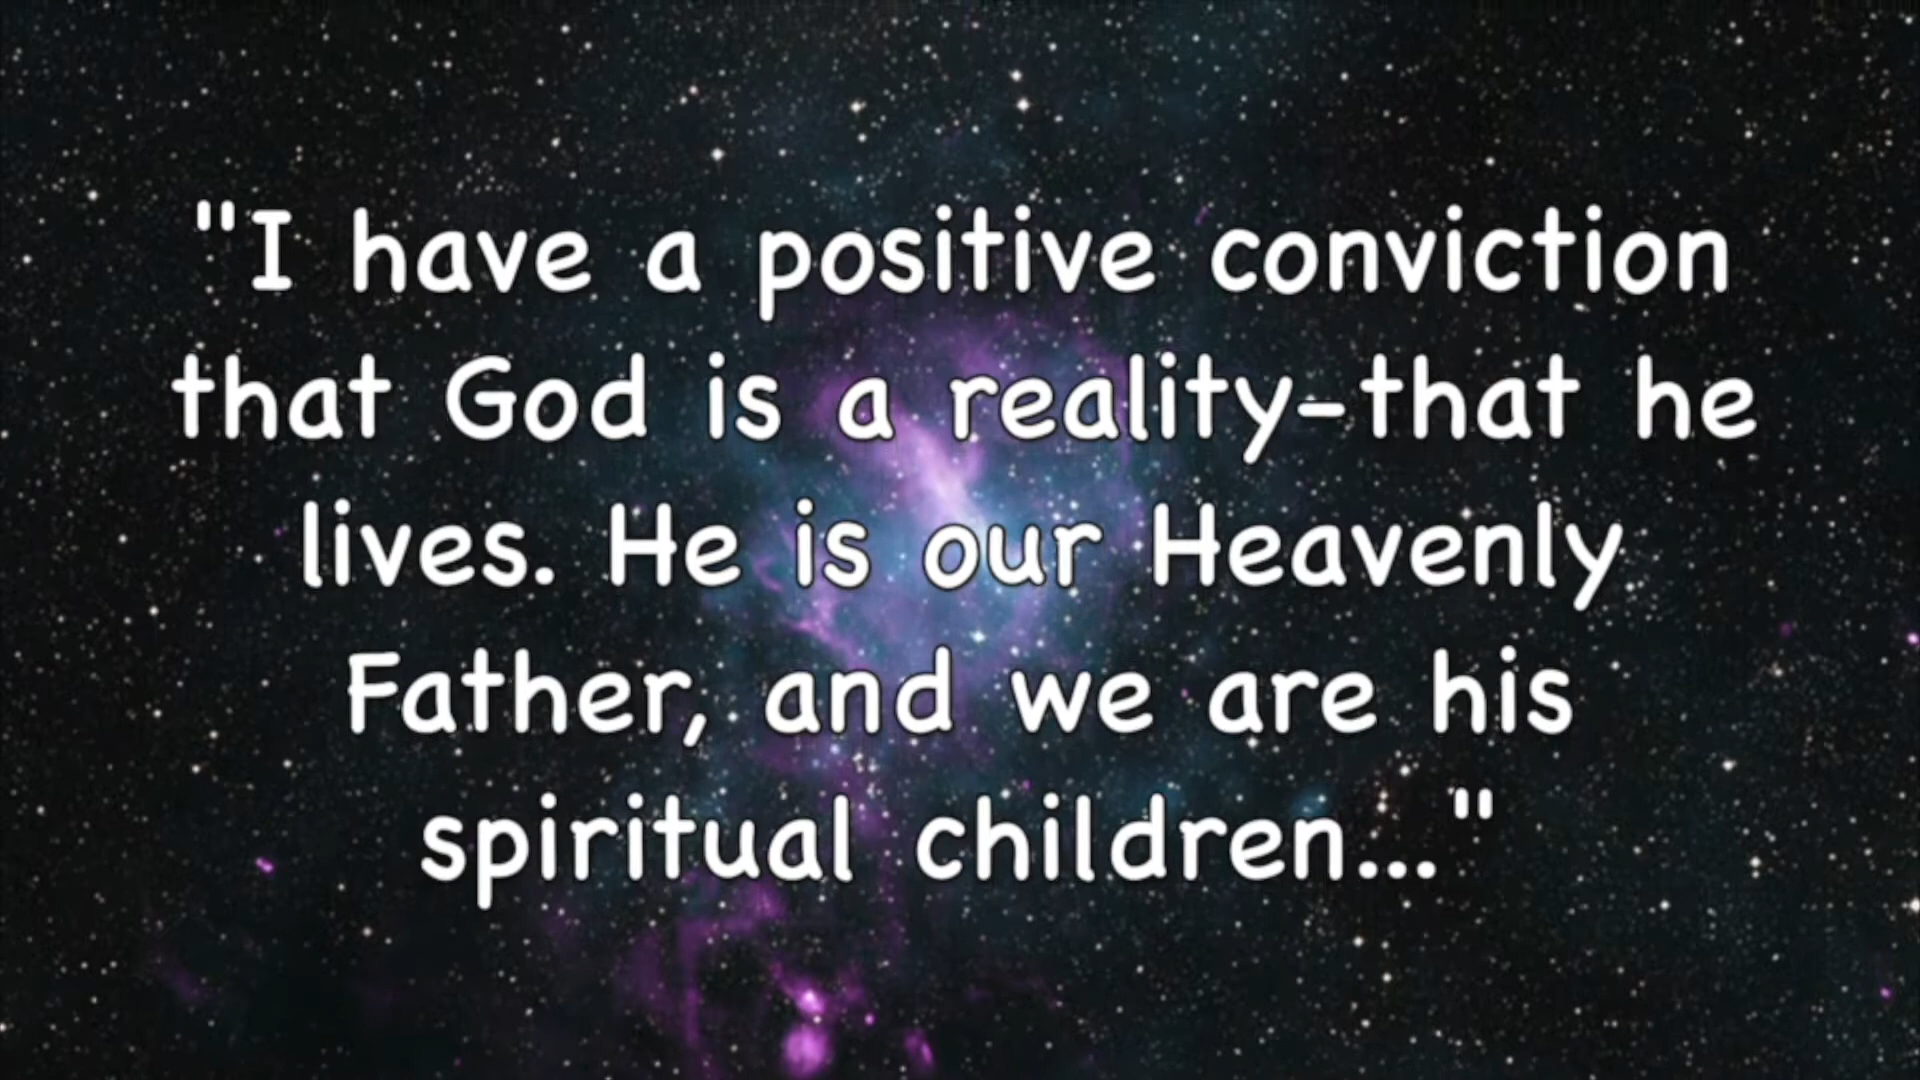 "I have a positive conviction
that God is a reality-that he
lives. He is our Heavenly
Father, and we are his
spiritual children..."